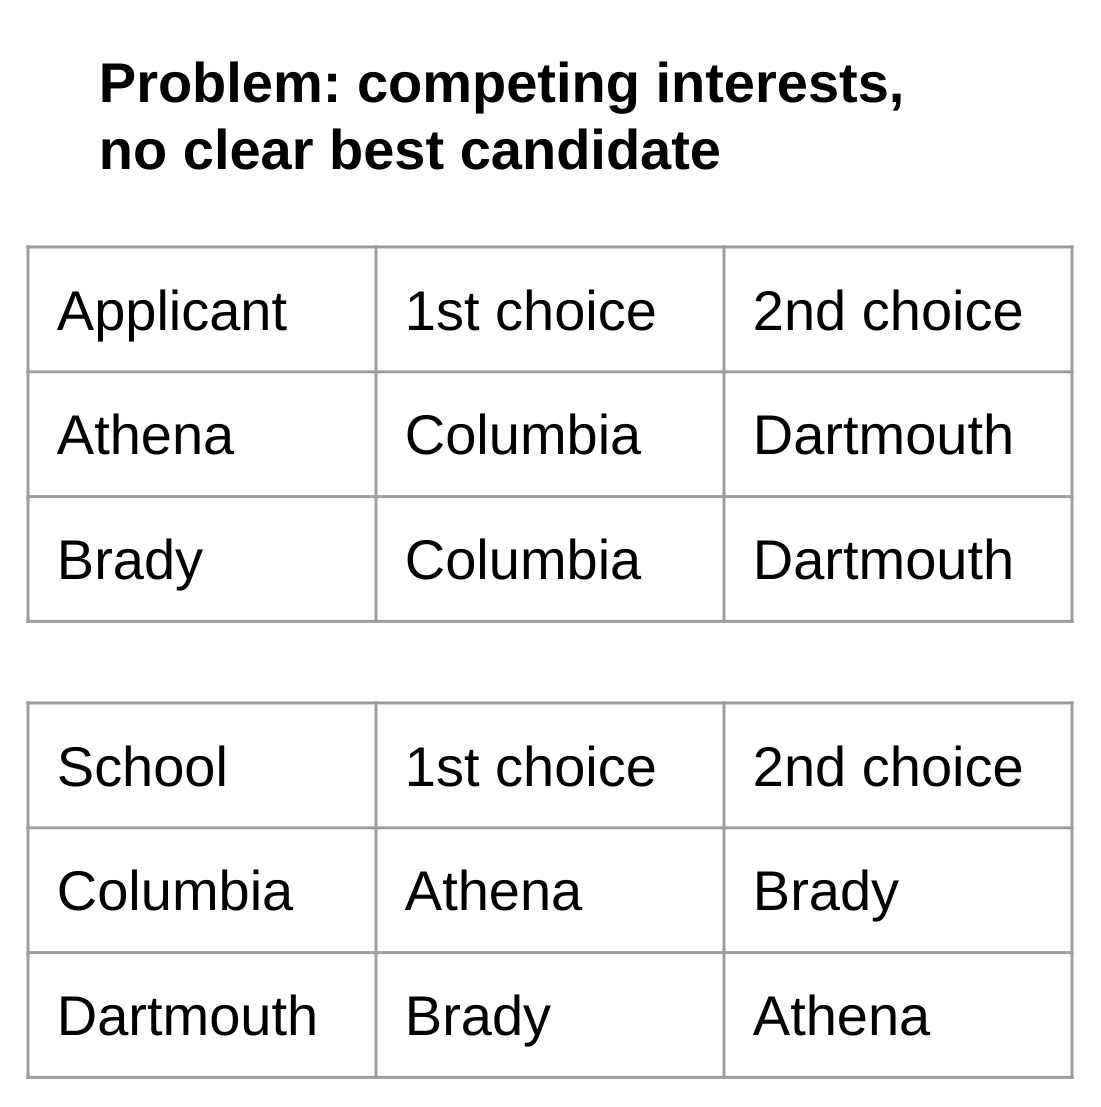 Problem: competing interests,
no clear best candidate
Applicant 1st choice 2nd choice
Athena Columbia Dartmouth
Brady Columbia Dartmouth
School 1st choice 2nd choice
Columbia Athena Brady
Dartmouth Brady Athena